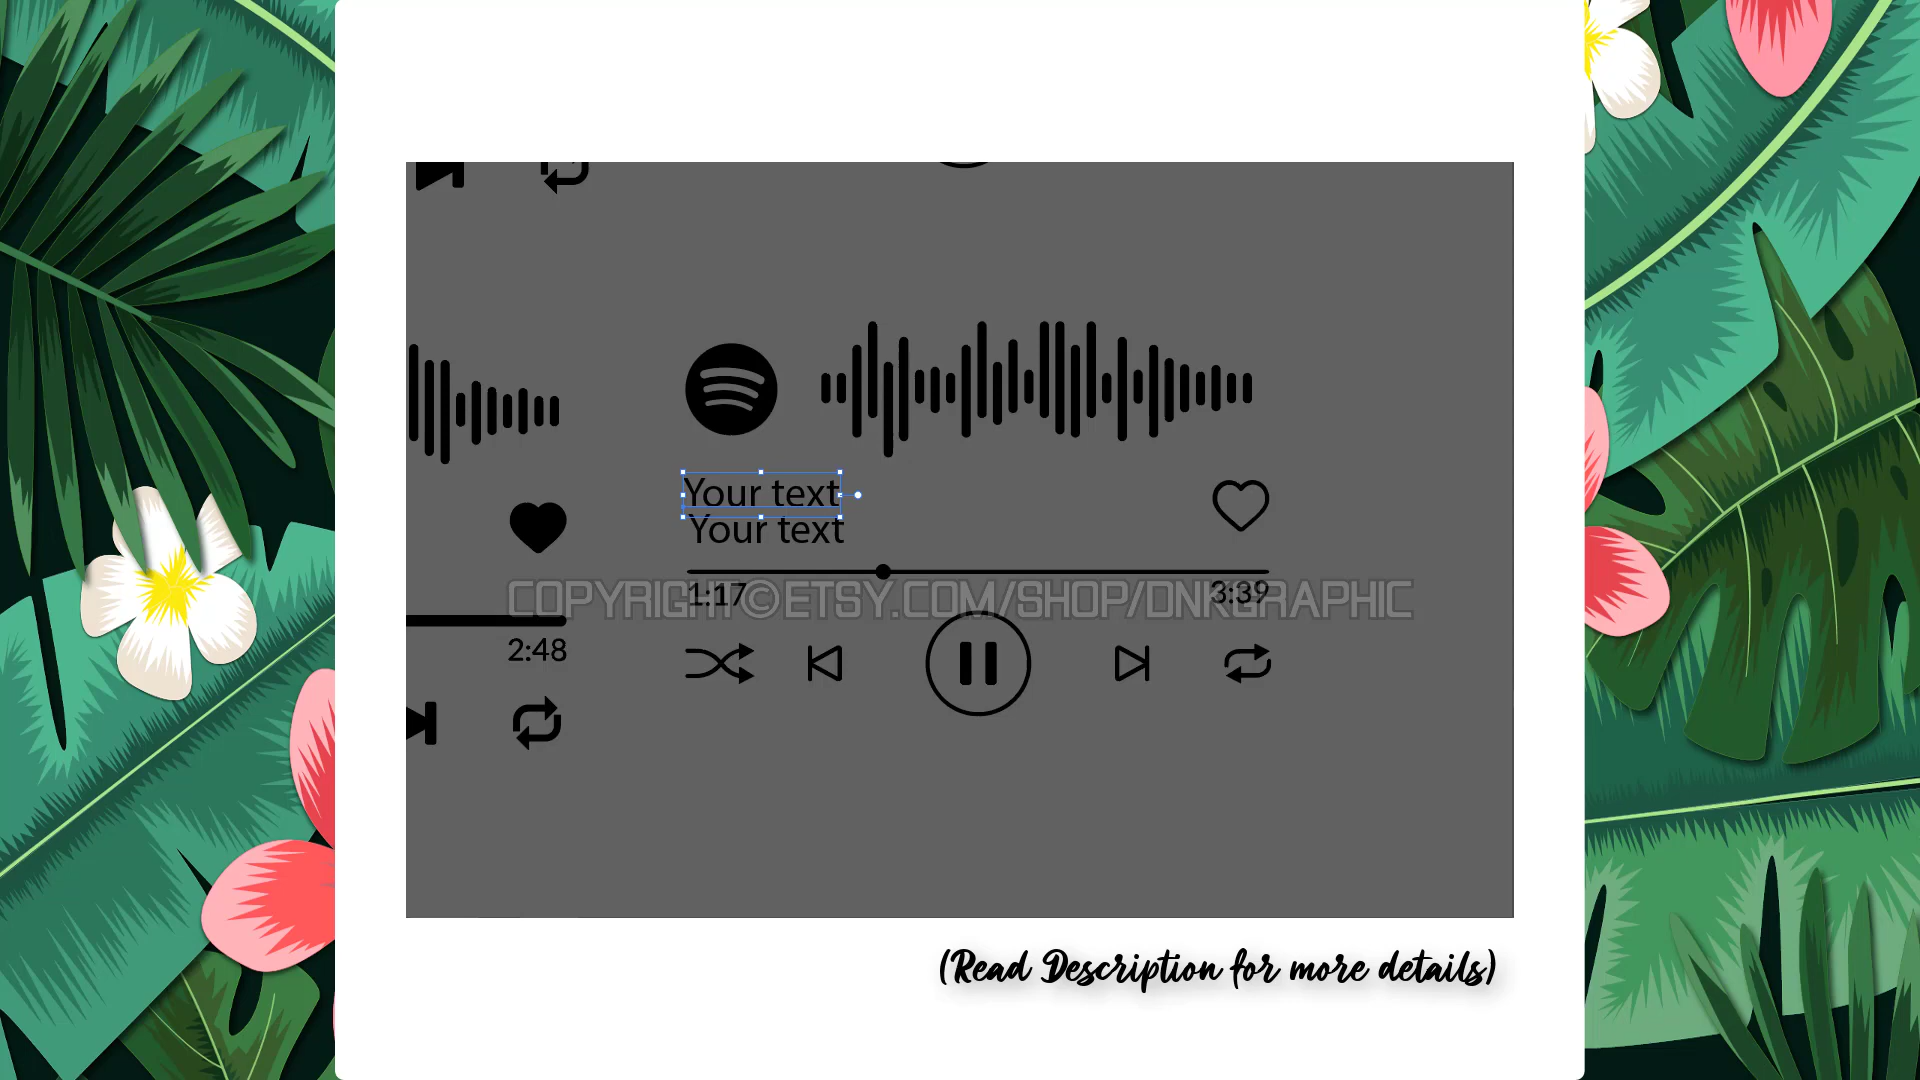 Your text
Your text
COPYRIGHT©ETSY.COM/SHOP/DNKGRAPHIC
1:17
3:39
2:48
(Read Description for more details)